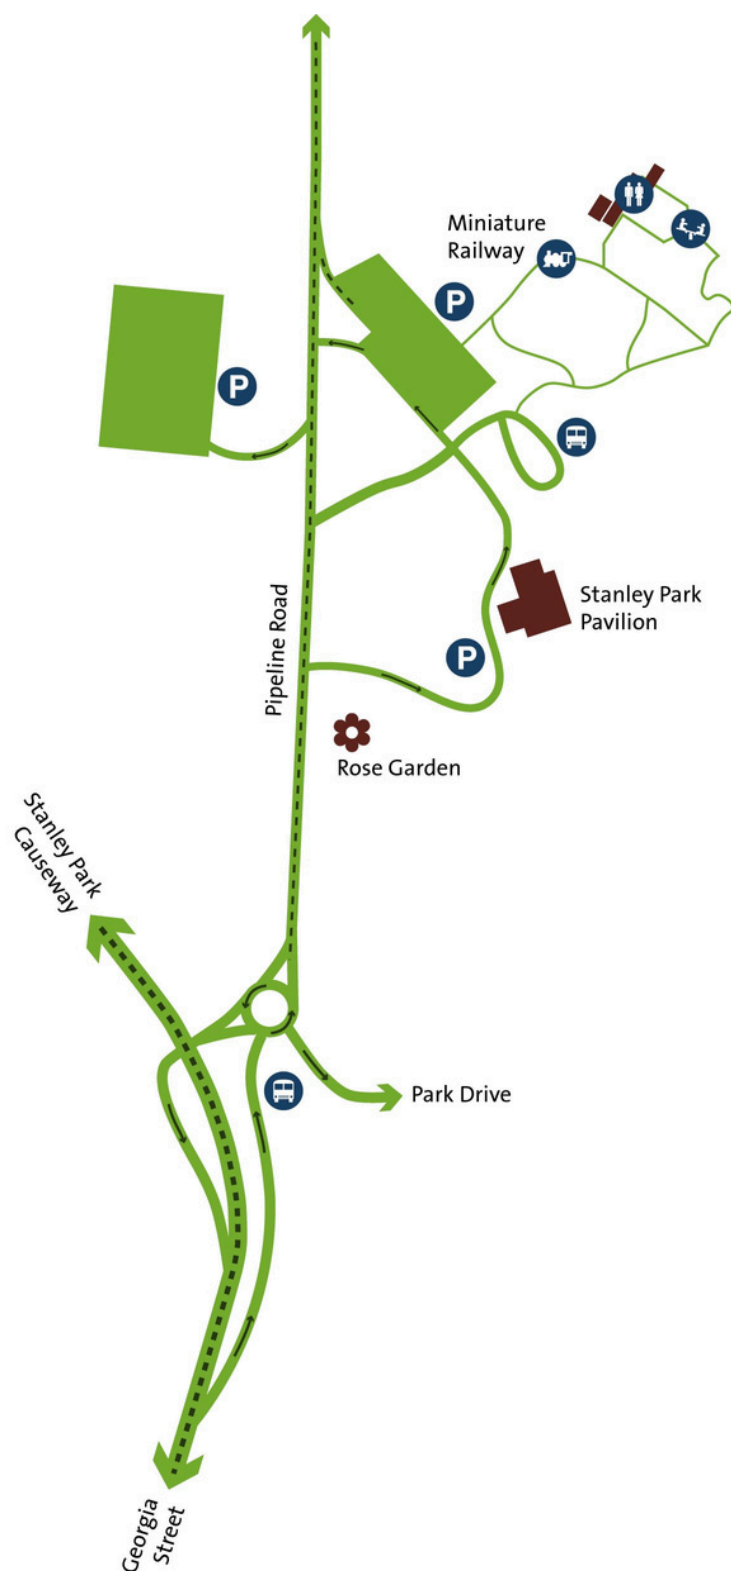 Miniature
Railway
P
P
Stanley Park
Pavilion
Pipeline Road
P
Rose Garden
Stanley Park
Causeway
Park Drive
Georgia
Street